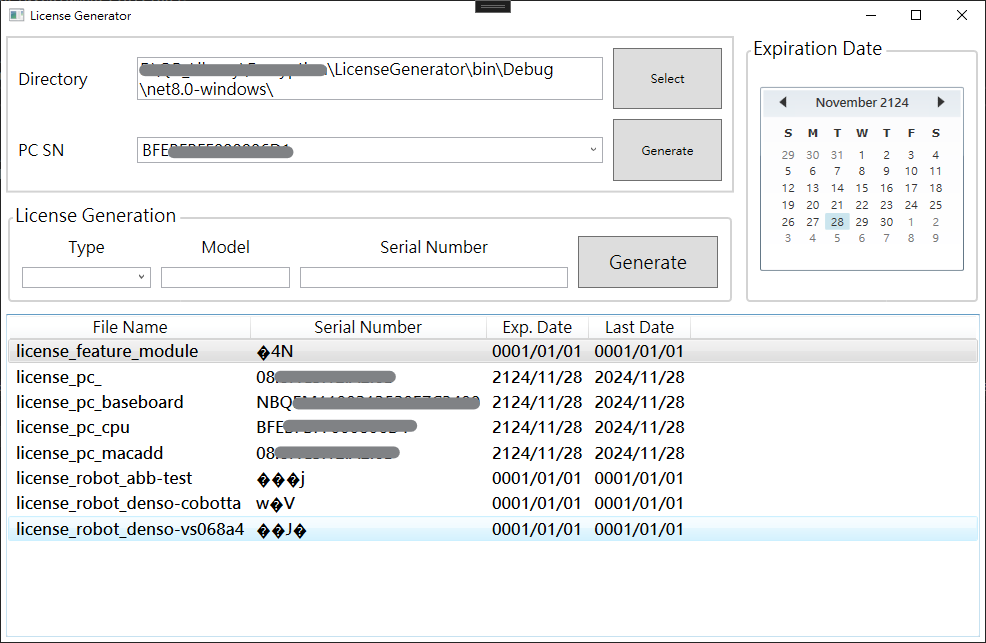 License Generator
Directory
\LicenseGenerator\bin\Debug
\net8.0-windows\
Select
PC SN
BFE
Generate
Expiration Date
November 2124
S M T W T F S
29 30 31 1 2 3 4
5 6 7 8 9 10 11
12 13 14 15 16 17 18
19 20 21 22 23 24 25
26 27 28 29 30 1 2
3 4 5 6 7 8 9
License Generation
Type Model Serial Number
Generate
File Name Serial Number Exp. Date Last Date
license_feature_module �4N 0001/01/01 0001/01/01
license_pc_ 08 2124/11/28 2024/11/28
license_pc_baseboard NBQ 2124/11/28 2024/11/28
license_pc_cpu BFE 2124/11/28 2024/11/28
license_pc_macadd 08 2124/11/28 2024/11/28
license_robot_abb-test ���j 0001/01/01 0001/01/01
license_robot_denso-cobotta w�V 0001/01/01 0001/01/01
license_robot_denso-vs068a4 ��J� 0001/01/01 0001/01/01